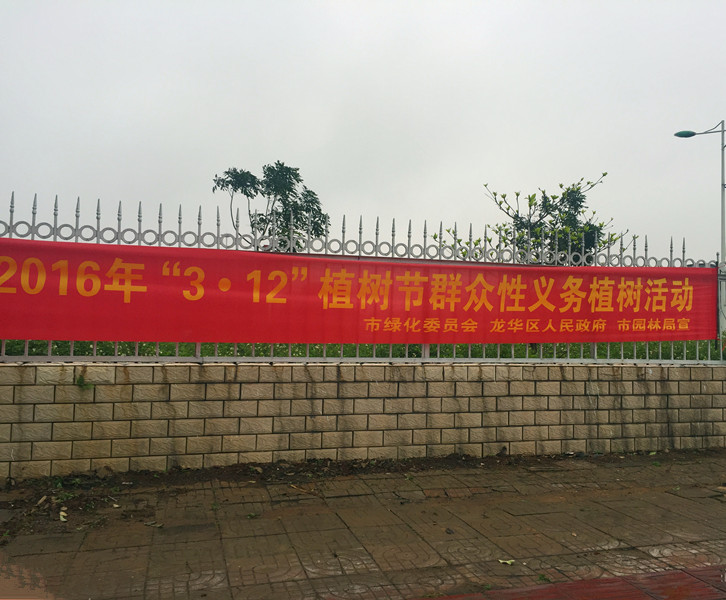 2016年“3·12”植树节群众性义务植树活动
市绿化委员会 龙华区人民政府 市园林局宣